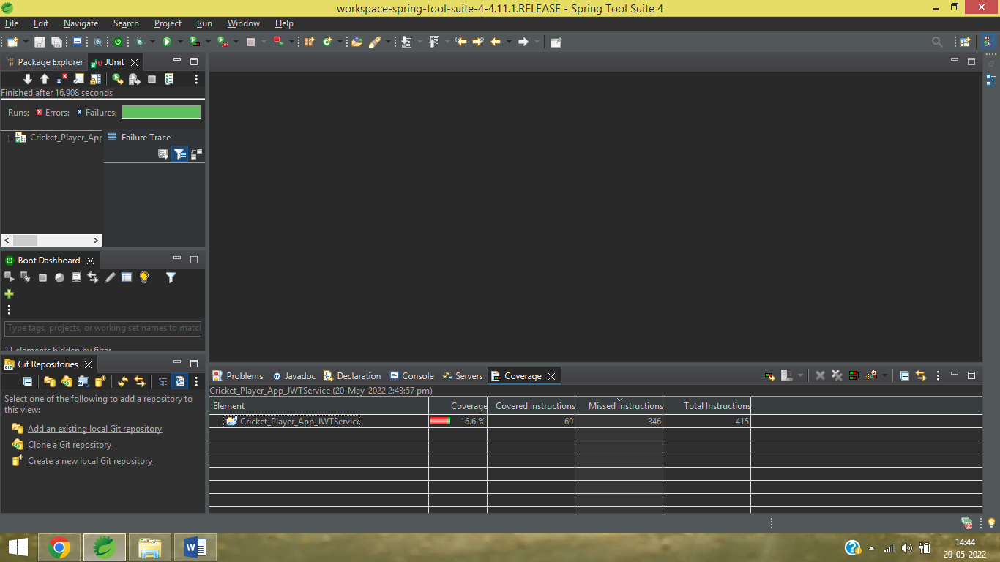 workspace-spring-tool-suite-4-4.11.1.RELEASE - Spring Tool Suite 4
File Edit Navigate Search Project Run Window Help
Package Explorer JUnit
Finished after 16.908 seconds
Runs: Errors: Failures:
Cricket_Player_App
Failure Trace
Boot Dashboard
Type tags, projects, or working set names to match
11 elements hidden by filter
Git Repositories
Select one of the following to add a repository to
this view:
Add an existing local Git repository
Clone a Git repository
Create a new local Git repository
Problems Javadoc Declaration Console Servers Coverage
Cricket_Player_App_JWTService (20-May-2022 2:43:57 pm)
Element Coverage Covered Instructions Missed Instructions Total Instructions
Cricket_Player_App_JWTService 16.6 % 69 346 415
14:44
20-05-2022